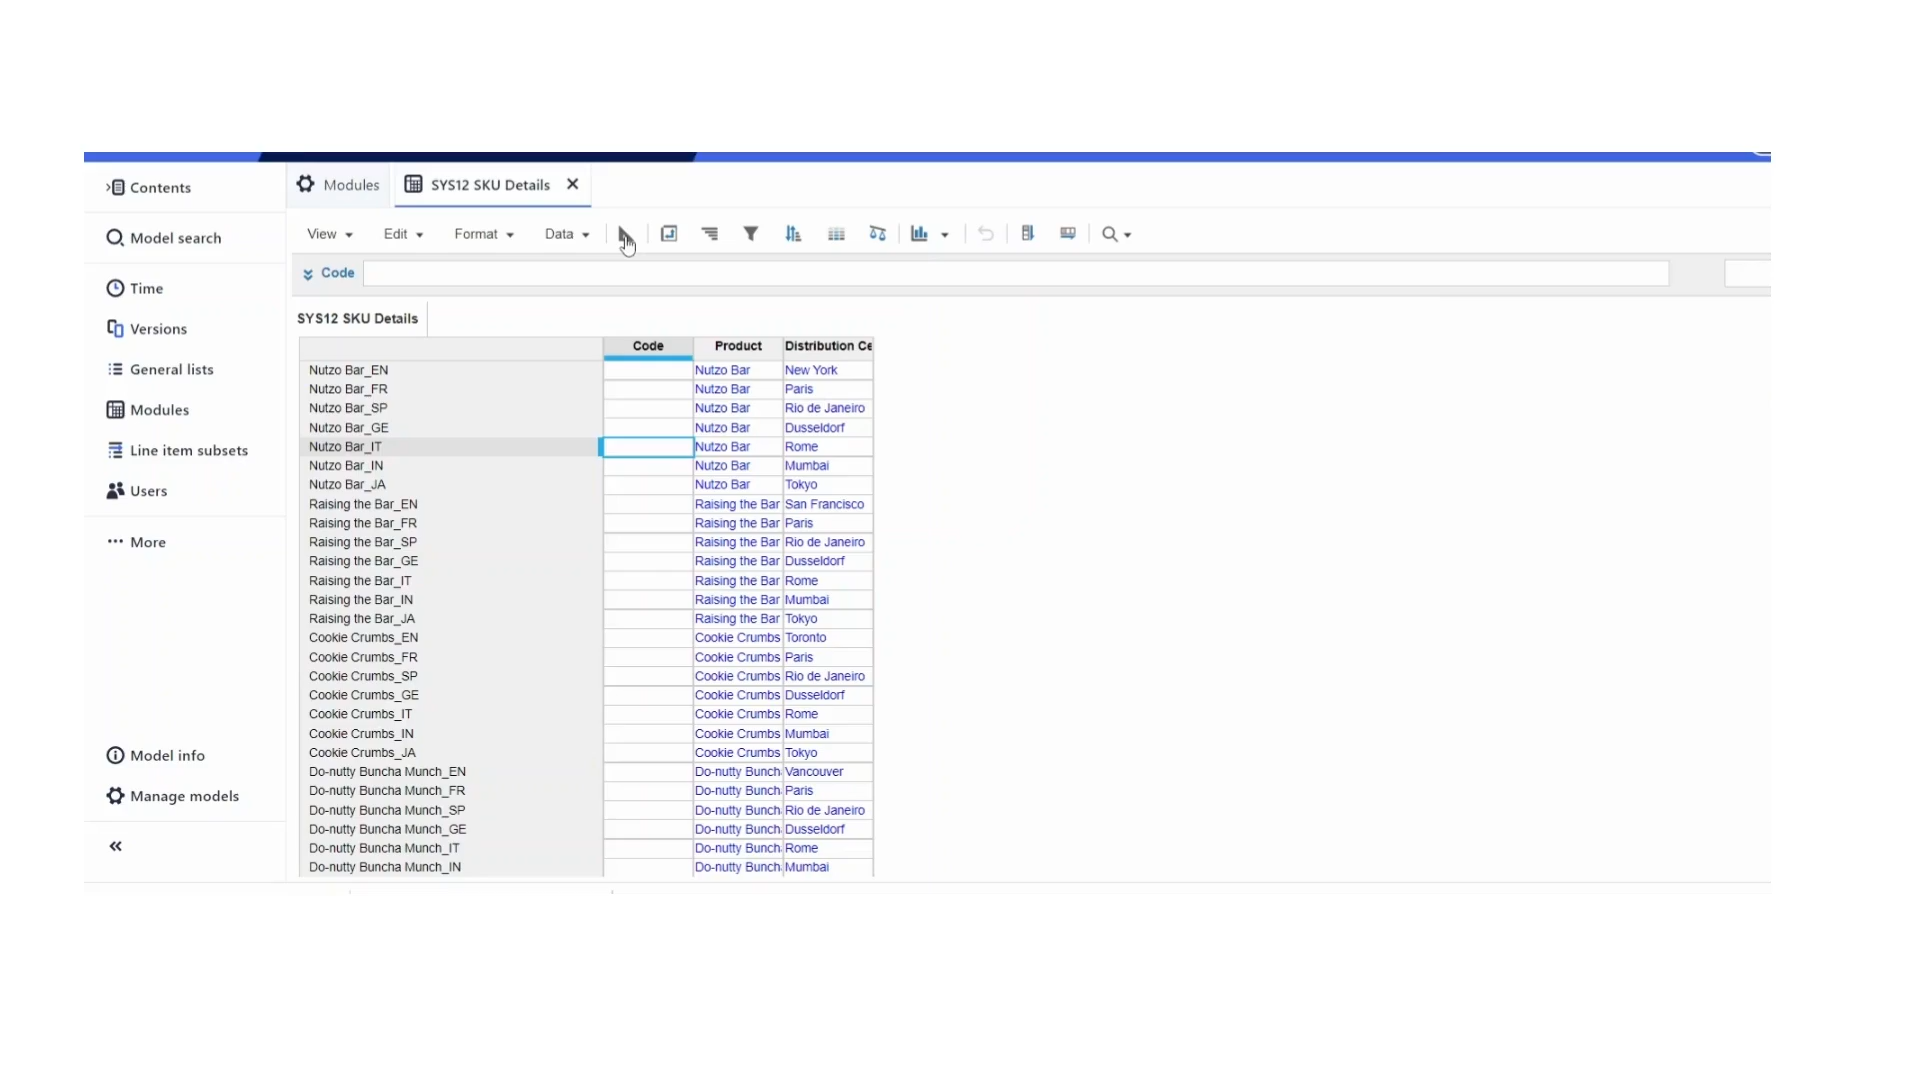 Contents
Modules
SYS12 SKU Details
Model search
View
Edit
Format
Data
Code
Time
Versions
General lists
Modules
Line item subsets
Users
More
Model info
Manage models
SYS12 SKU Details
Code Product Distribution Ce
Nutzo Bar_EN Nutzo Bar New York
Nutzo Bar_FR Nutzo Bar Paris
Nutzo Bar_SP Nutzo Bar Rio de Janeiro
Nutzo Bar_GE Nutzo Bar Dusseldorf
Nutzo Bar_IT Nutzo Bar Rome
Nutzo Bar_IN Nutzo Bar Mumbai
Nutzo Bar_JA Nutzo Bar Tokyo
Raising the Bar_EN Raising the Bar San Francisco
Raising the Bar_FR Raising the Bar Paris
Raising the Bar_SP Raising the Bar Rio de Janeiro
Raising the Bar_GE Raising the Bar Dusseldorf
Raising the Bar_IT Raising the Bar Rome
Raising the Bar_IN Raising the Bar Mumbai
Raising the Bar_JA Raising the Bar Tokyo
Cookie Crumbs_EN Cookie Crumbs Toronto
Cookie Crumbs_FR Cookie Crumbs Paris
Cookie Crumbs_SP Cookie Crumbs Rio de Janeiro
Cookie Crumbs_GE Cookie Crumbs Dusseldorf
Cookie Crumbs_IT Cookie Crumbs Rome
Cookie Crumbs_IN Cookie Crumbs Mumbai
Cookie Crumbs_JA Cookie Crumbs Tokyo
Do-nutty Buncha Munch_EN Do-nutty Bunch Vancouver
Do-nutty Buncha Munch_FR Do-nutty Bunch Paris
Do-nutty Buncha Munch_SP Do-nutty Bunch Rio de Janeiro
Do-nutty Buncha Munch_GE Do-nutty Bunch Dusseldorf
Do-nutty Buncha Munch_IT Do-nutty Bunch Rome
Do-nutty Buncha Munch_IN Do-nutty Bunch Mumbai